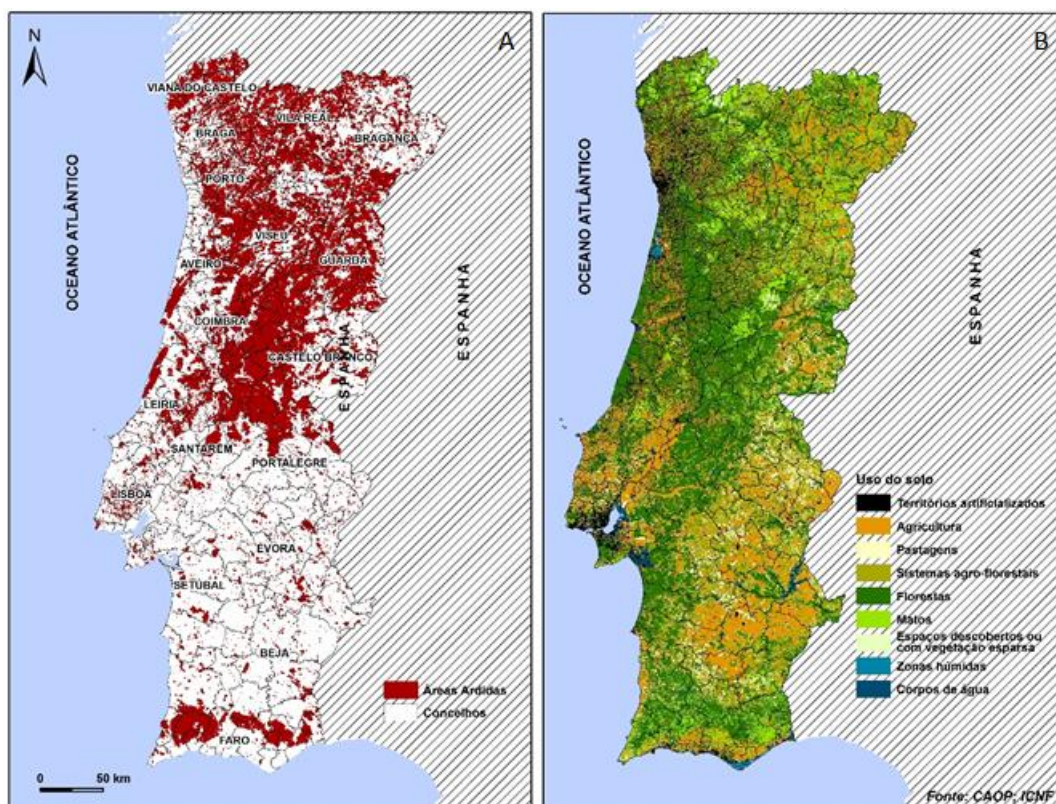 N
A
VIANA DO CASTELO
VILA REAL
BRAGANÇA
BRAGA
PORTO
VISEU
AVEIRO
GUARDA
COIMBRA
CASTELO BRANCO
LEIRIA
SANTARÉM
PORTALEGRE
LISBOA
ÉVORA
SETÚBAL
BEJA
FARO
OCEANO ATLÂNTICO
ESPANHA
ESPANHA
Áreas Ardidas
Concelhos
0 50 km
B
OCEANO ATLÂNTICO
ESPANHA
Uso do solo
Territórios artificializados
Agricultura
Pastagens
Sistemas agro-florestais
Florestas
Matos
Espaços descobertos ou
com vegetação esparsa
Zonas húmidas
Corpos de água
Fonte: CAOP; ICNF